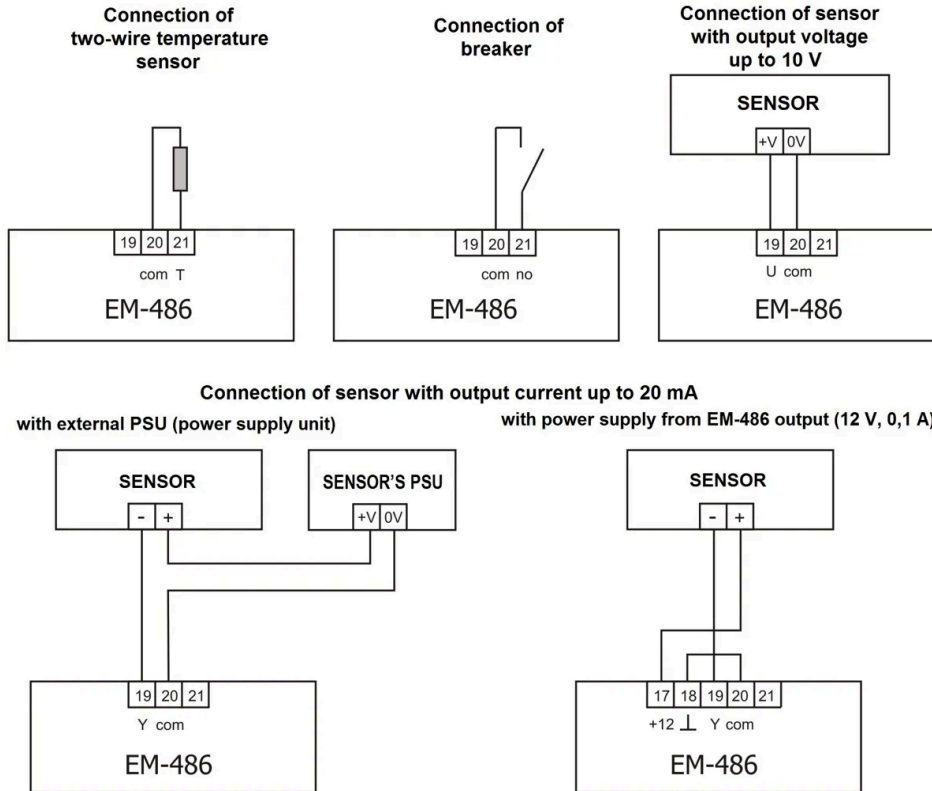 Connection of
two-wire temperature
sensor
19 20 21
com T
EM-486
Connection of
breaker
19 20 21
com no
EM-486
Connection of sensor
with output voltage
up to 10 V
SENSOR
+V 0V
19 20 21
U com
EM-486
Connection of sensor with output current up to 20 mA
with external PSU (power supply unit)
SENSOR
- +
SENSOR'S PSU
+V 0V
19 20 21
Y com
EM-486
with power supply from EM-486 output (12 V, 0,1 A)
SENSOR
- +
17 18 19 20 21
+12 ⊥ Y com
EM-486